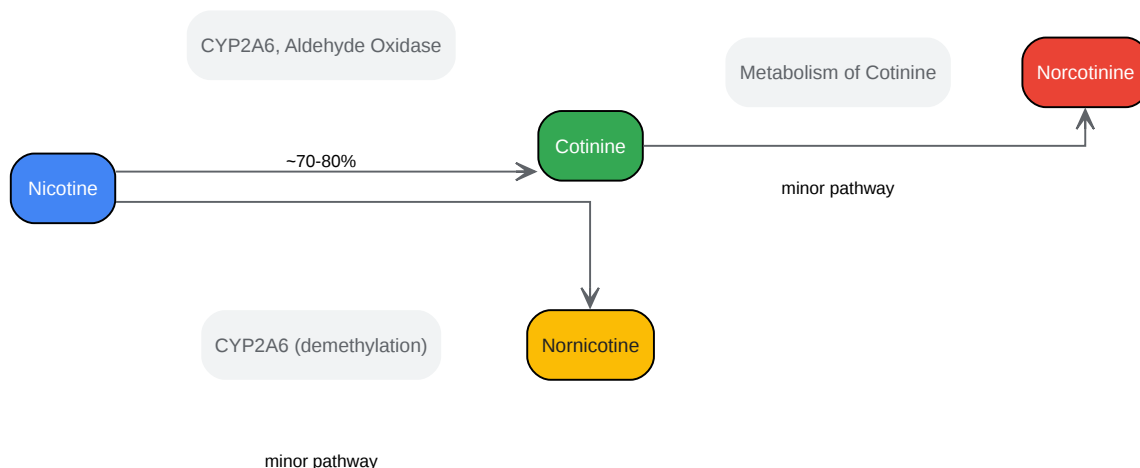 CYP2A6, Aldehyde Oxidase
Metabolism of Cotinine
Norcotinine
Cotinine
~70-80%
Nicotine
minor pathway
CYP2A6 (demethylation)
Nornicotine
minor pathway